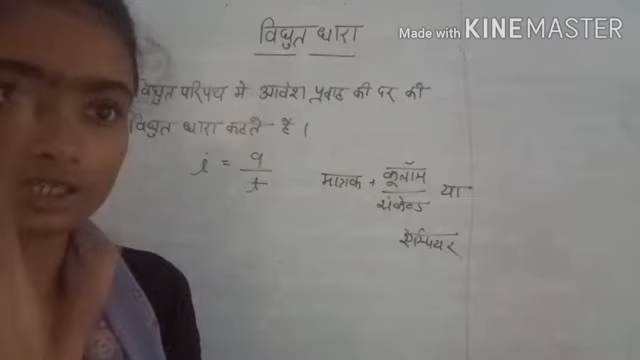 विधुत धारा
Made with KINEMASTER
विधुत परिपथ मे आवेश प्रवाह की दर की
विधुत धारा कहते है।
i = q/t
मात्रक + कूलॉम/सेकेण्ड या
ऐम्पियर